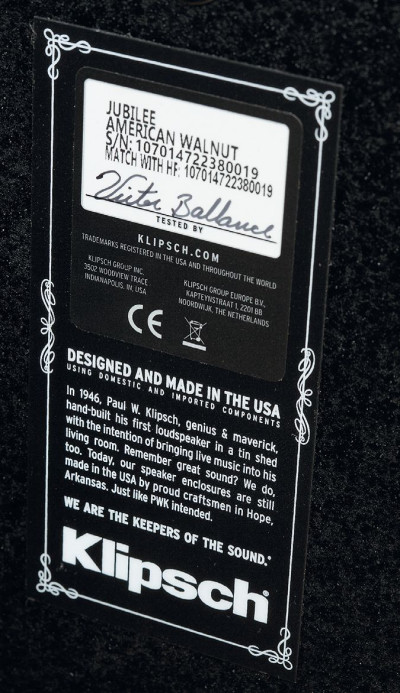 JUBILEE
AMERICAN WALNUT
S/N: 107014722380019
MATCH WITH HF: 107014722380019
Victor Ballance
TESTED BY
KLIPSCH.COM
TRADEMARKS REGISTERED IN THE USA AND THROUGHOUT THE WORLD
KLIPSCH GROUP INC.
3502 WOODVIEW TRACE
INDIANAPOLIS, IN, USA
KLIPSCH GROUP EUROPE B.V.
KAPTEYNSTRAAT 1, 2201 BB
NOORDWIJK, THE NETHERLANDS
CE
DESIGNED AND MADE IN THE USA
USING DOMESTIC AND IMPORTED COMPONENTS
In 1946, Paul W. Klipsch, genius & maverick,
hand-built his first loudspeaker in a tin shed
with the intention of bringing live music into his
living room. Remember great sound? We do,
too. Today, our speaker enclosures are still
made in the USA by proud craftsmen in Hope,
Arkansas. Just like PWK intended.
WE ARE THE KEEPERS OF THE SOUND.®
Klipsch®